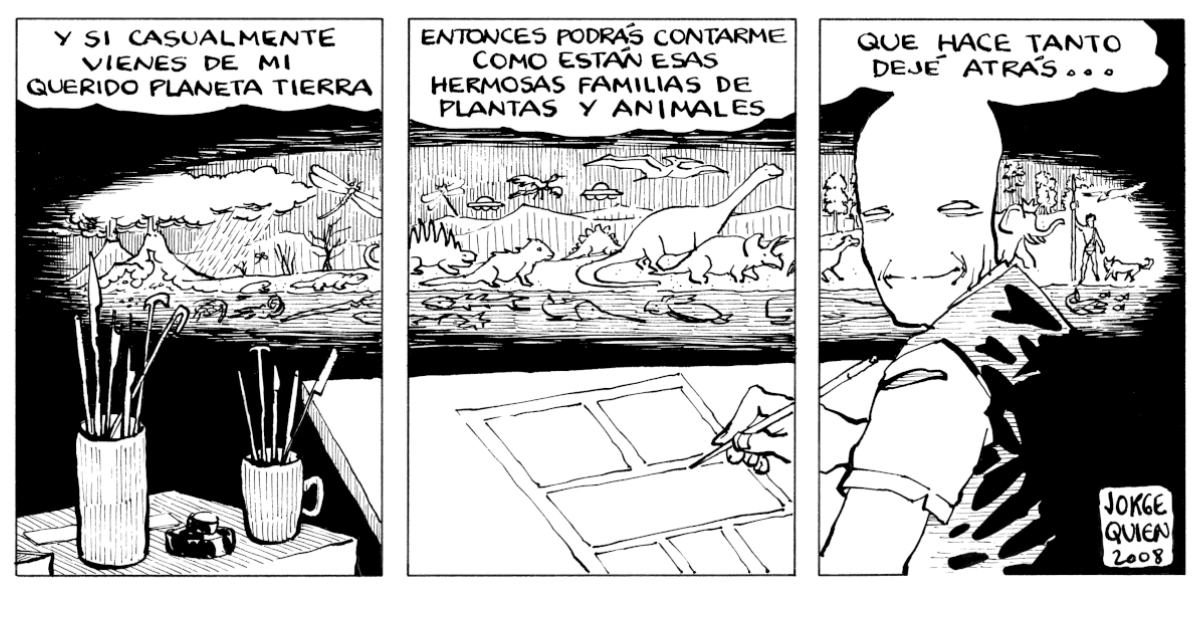 Y SI CASUALMENTE
VIENES DE MI
QUERIDO PLANETA TIERRA
ENTONCES PODRÁS CONTARME
COMO ESTÁN ESAS
HERMOSAS FAMILIAS DE
PLANTAS Y ANIMALES
QUE HACE TANTO
DEJÉ ATRÁS...
JORGE
QUIEN
2008